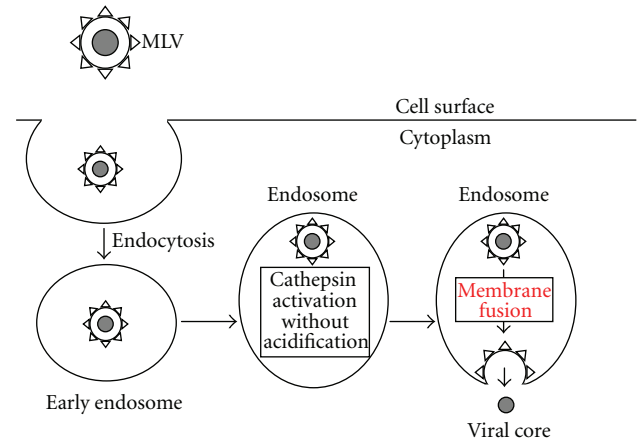 MLV
Cell surface
Cytoplasm
Endocytosis
Early endosome
Endosome
Cathepsin
activation
without
acidification
Endosome
Membrane
fusion
Viral core